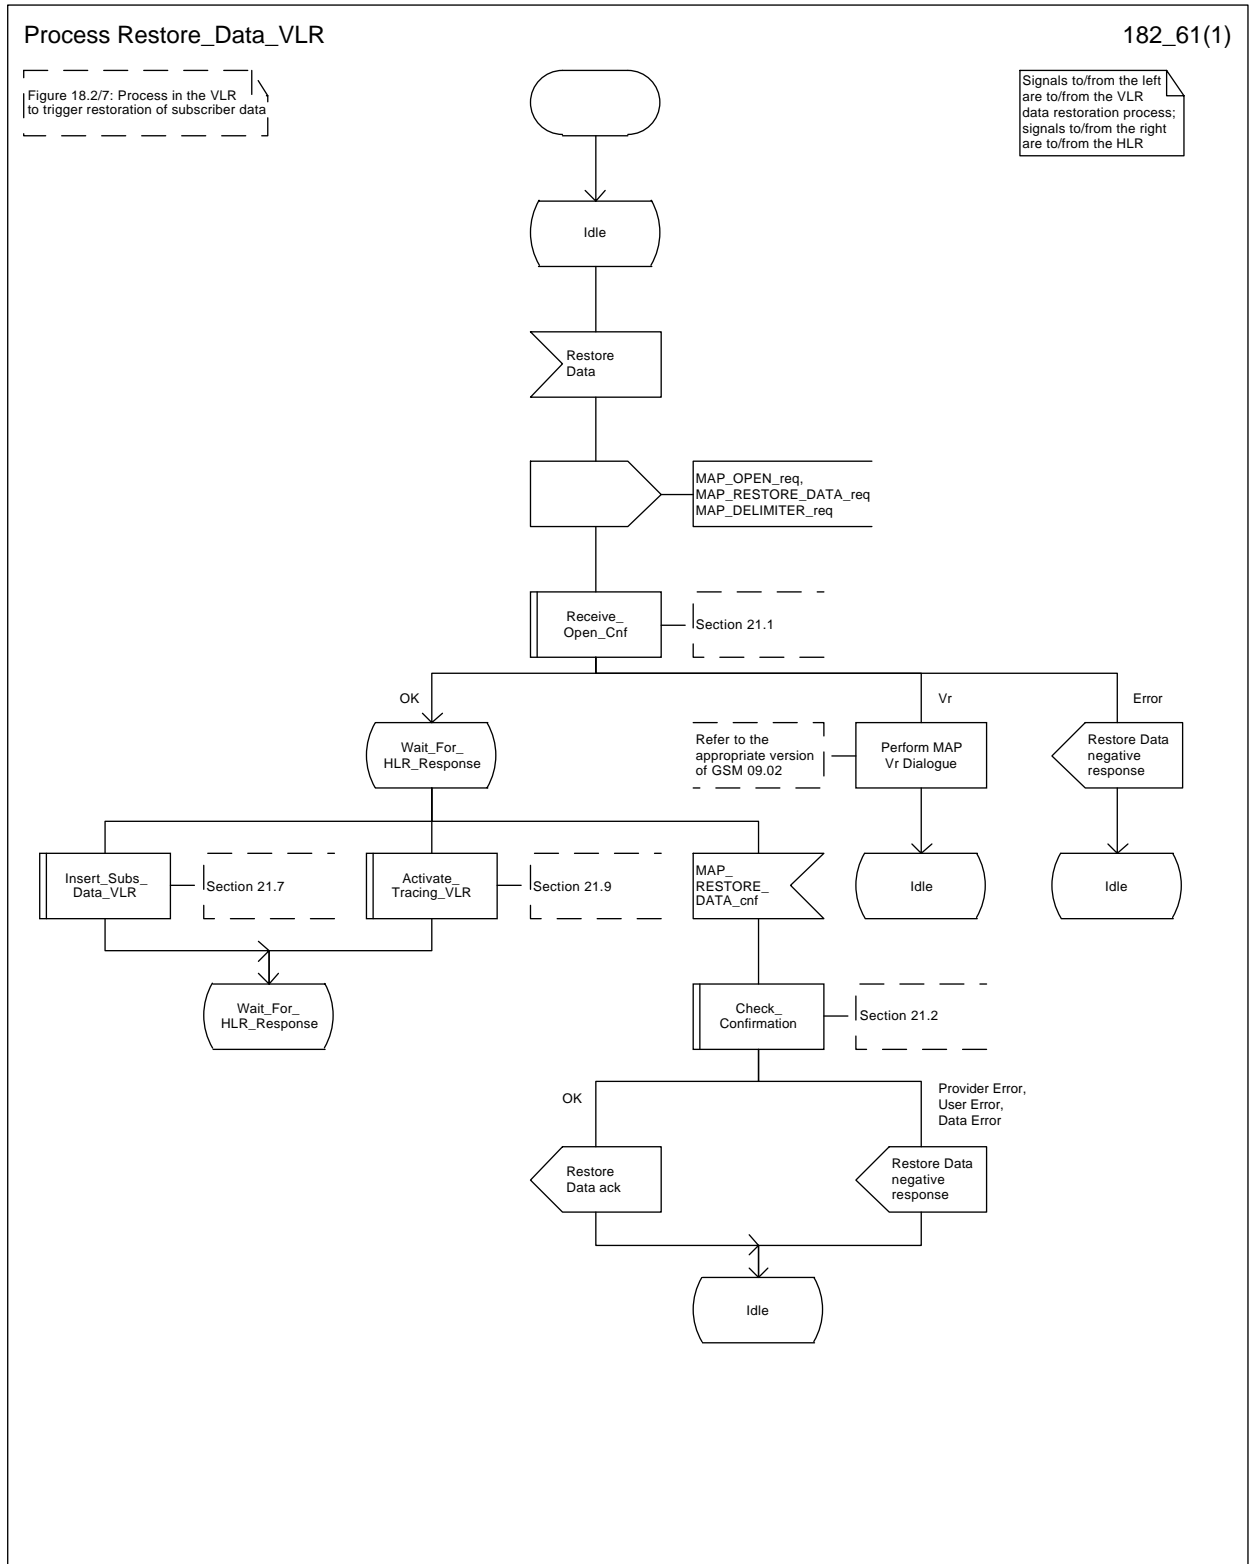 Process Restore_Data_VLR
182_61(1)
Figure 18.2/7: Process in the VLR
to trigger restoration of subscriber data
Signals to/from the left
are to/from the VLR
data restoration process;
signals to/from the right
are to/from the HLR
Idle
Restore
Data
MAP_OPEN_req,
MAP_RESTORE_DATA_req
MAP_DELIMITER_req
Receive_
Open_Cnf
Section 21.1
OK
Vr
Error
Wait_For_
HLR_Response
Refer to the
appropriate version
of GSM 09.02
Perform MAP
Vr Dialogue
Restore Data
negative
response
Insert_Subs_
Data_VLR
Section 21.7
Activate_
Tracing_VLR
Section 21.9
MAP_
RESTORE_
DATA_cnf
Idle
Idle
Wait_For_
HLR_Response
Check_
Confirmation
Section 21.2
OK
Provider Error,
User Error,
Data Error
Restore
Data ack
Restore Data
negative
response
Idle